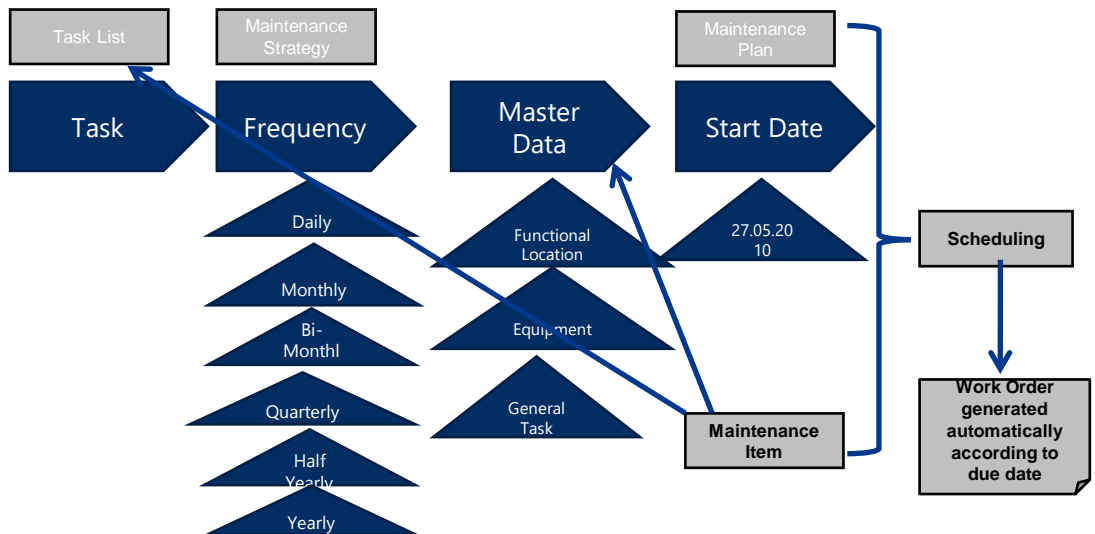 Task List
Maintenance
Strategy
Maintenance
Plan
Task
Frequency
Master
Data
Start Date
Daily
Monthly
Bi-
Monthl
Quarterly
Half
Yearly
Yearly
Functional
Location
Equipment
General
Task
27.05.20
10
Maintenance
Item
Scheduling
Work Order
generated
automatically
according to
due date